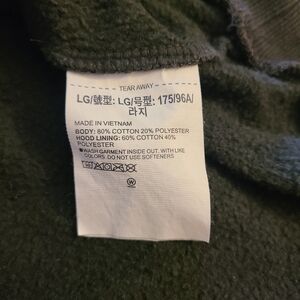 TEAR AWAY
LG/號型: LG/号型: 175/96A/
라지
MADE IN VIETNAM
BODY: 80% COTTON 20% POLYESTER
HOOD LINING: 60% COTTON 40%
POLYESTER
WASH GARMENT INSIDE OUT. WITH LIKE
COLORS. DO NOT USE SOFTENERS
W